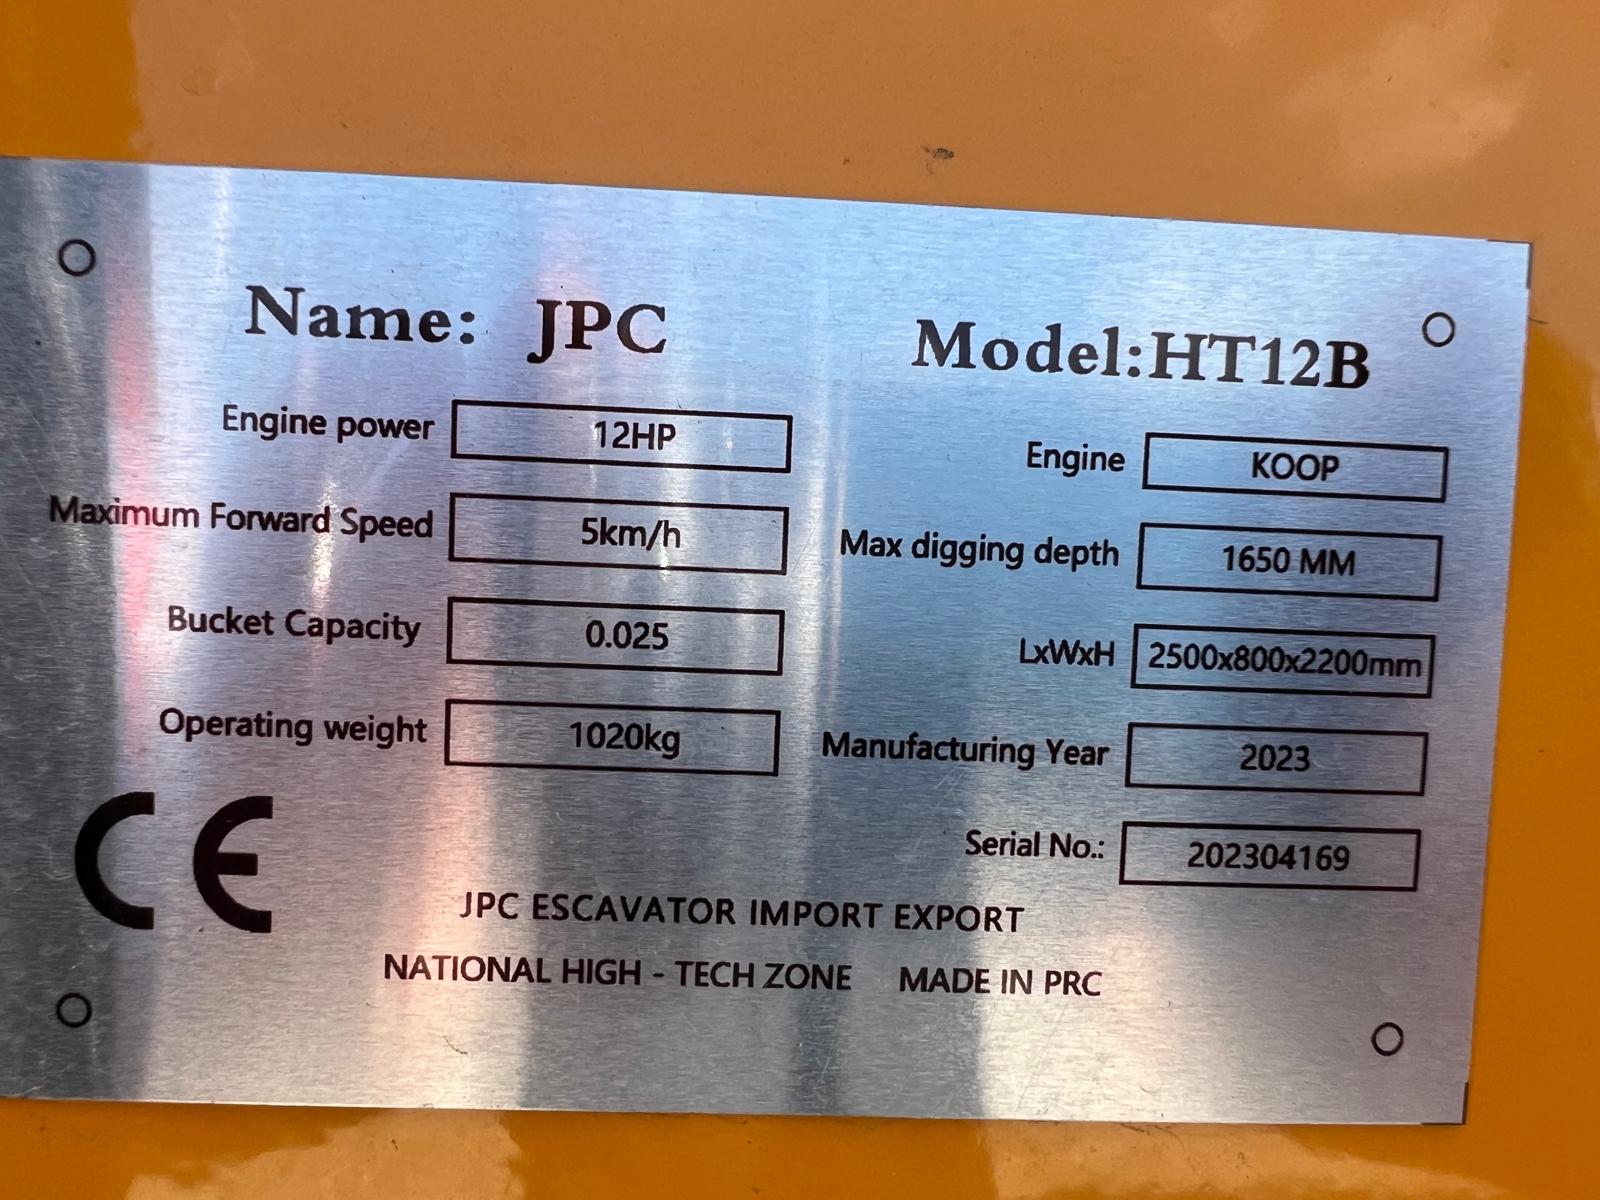 Name: JPC
Model:HT12B
Engine power 12HP
Engine KOOP
Maximum Forward Speed 5km/h
Max digging depth 1650 MM
Bucket Capacity 0.025
LxWxH 2500x800x2200mm
Operating weight 1020kg
Manufacturing Year 2023
Serial No.: 202304169
CE
JPC ESCAVATOR IMPORT EXPORT
NATIONAL HIGH - TECH ZONE MADE IN PRC